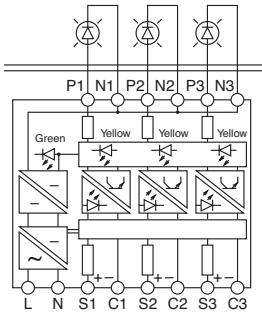 P1 N1 P2 N2 P3 N3
Green Yellow Yellow Yellow
– –
~ –
+ – + – + –
L N S1 C1 S2 C2 S3 C3